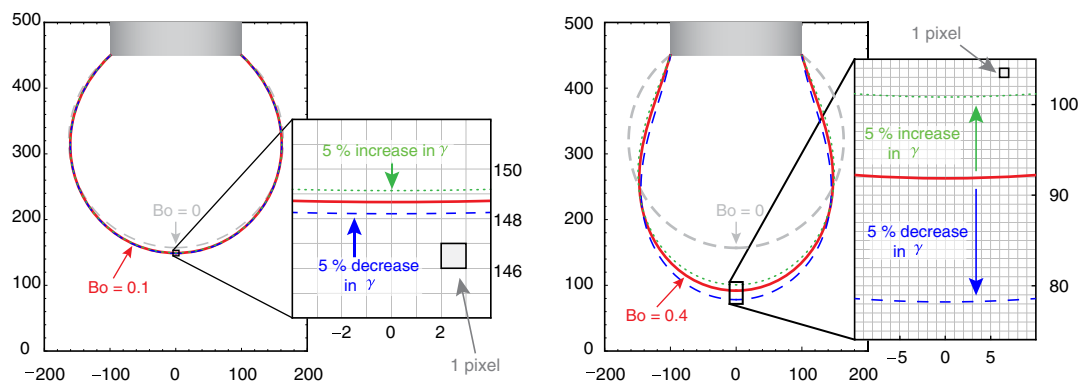 500
400
300
200
100
0
−200
−100
0
100
200
Bo = 0
Bo = 0.1
5 % increase in γ
5 % decrease
in γ
150
148
146
−2
0
2
1 pixel
500
400
300
200
100
0
−200
−100
0
100
200
Bo = 0
Bo = 0.4
1 pixel
5 % increase
in γ
5 % decrease
in γ
100
90
80
−5
0
5